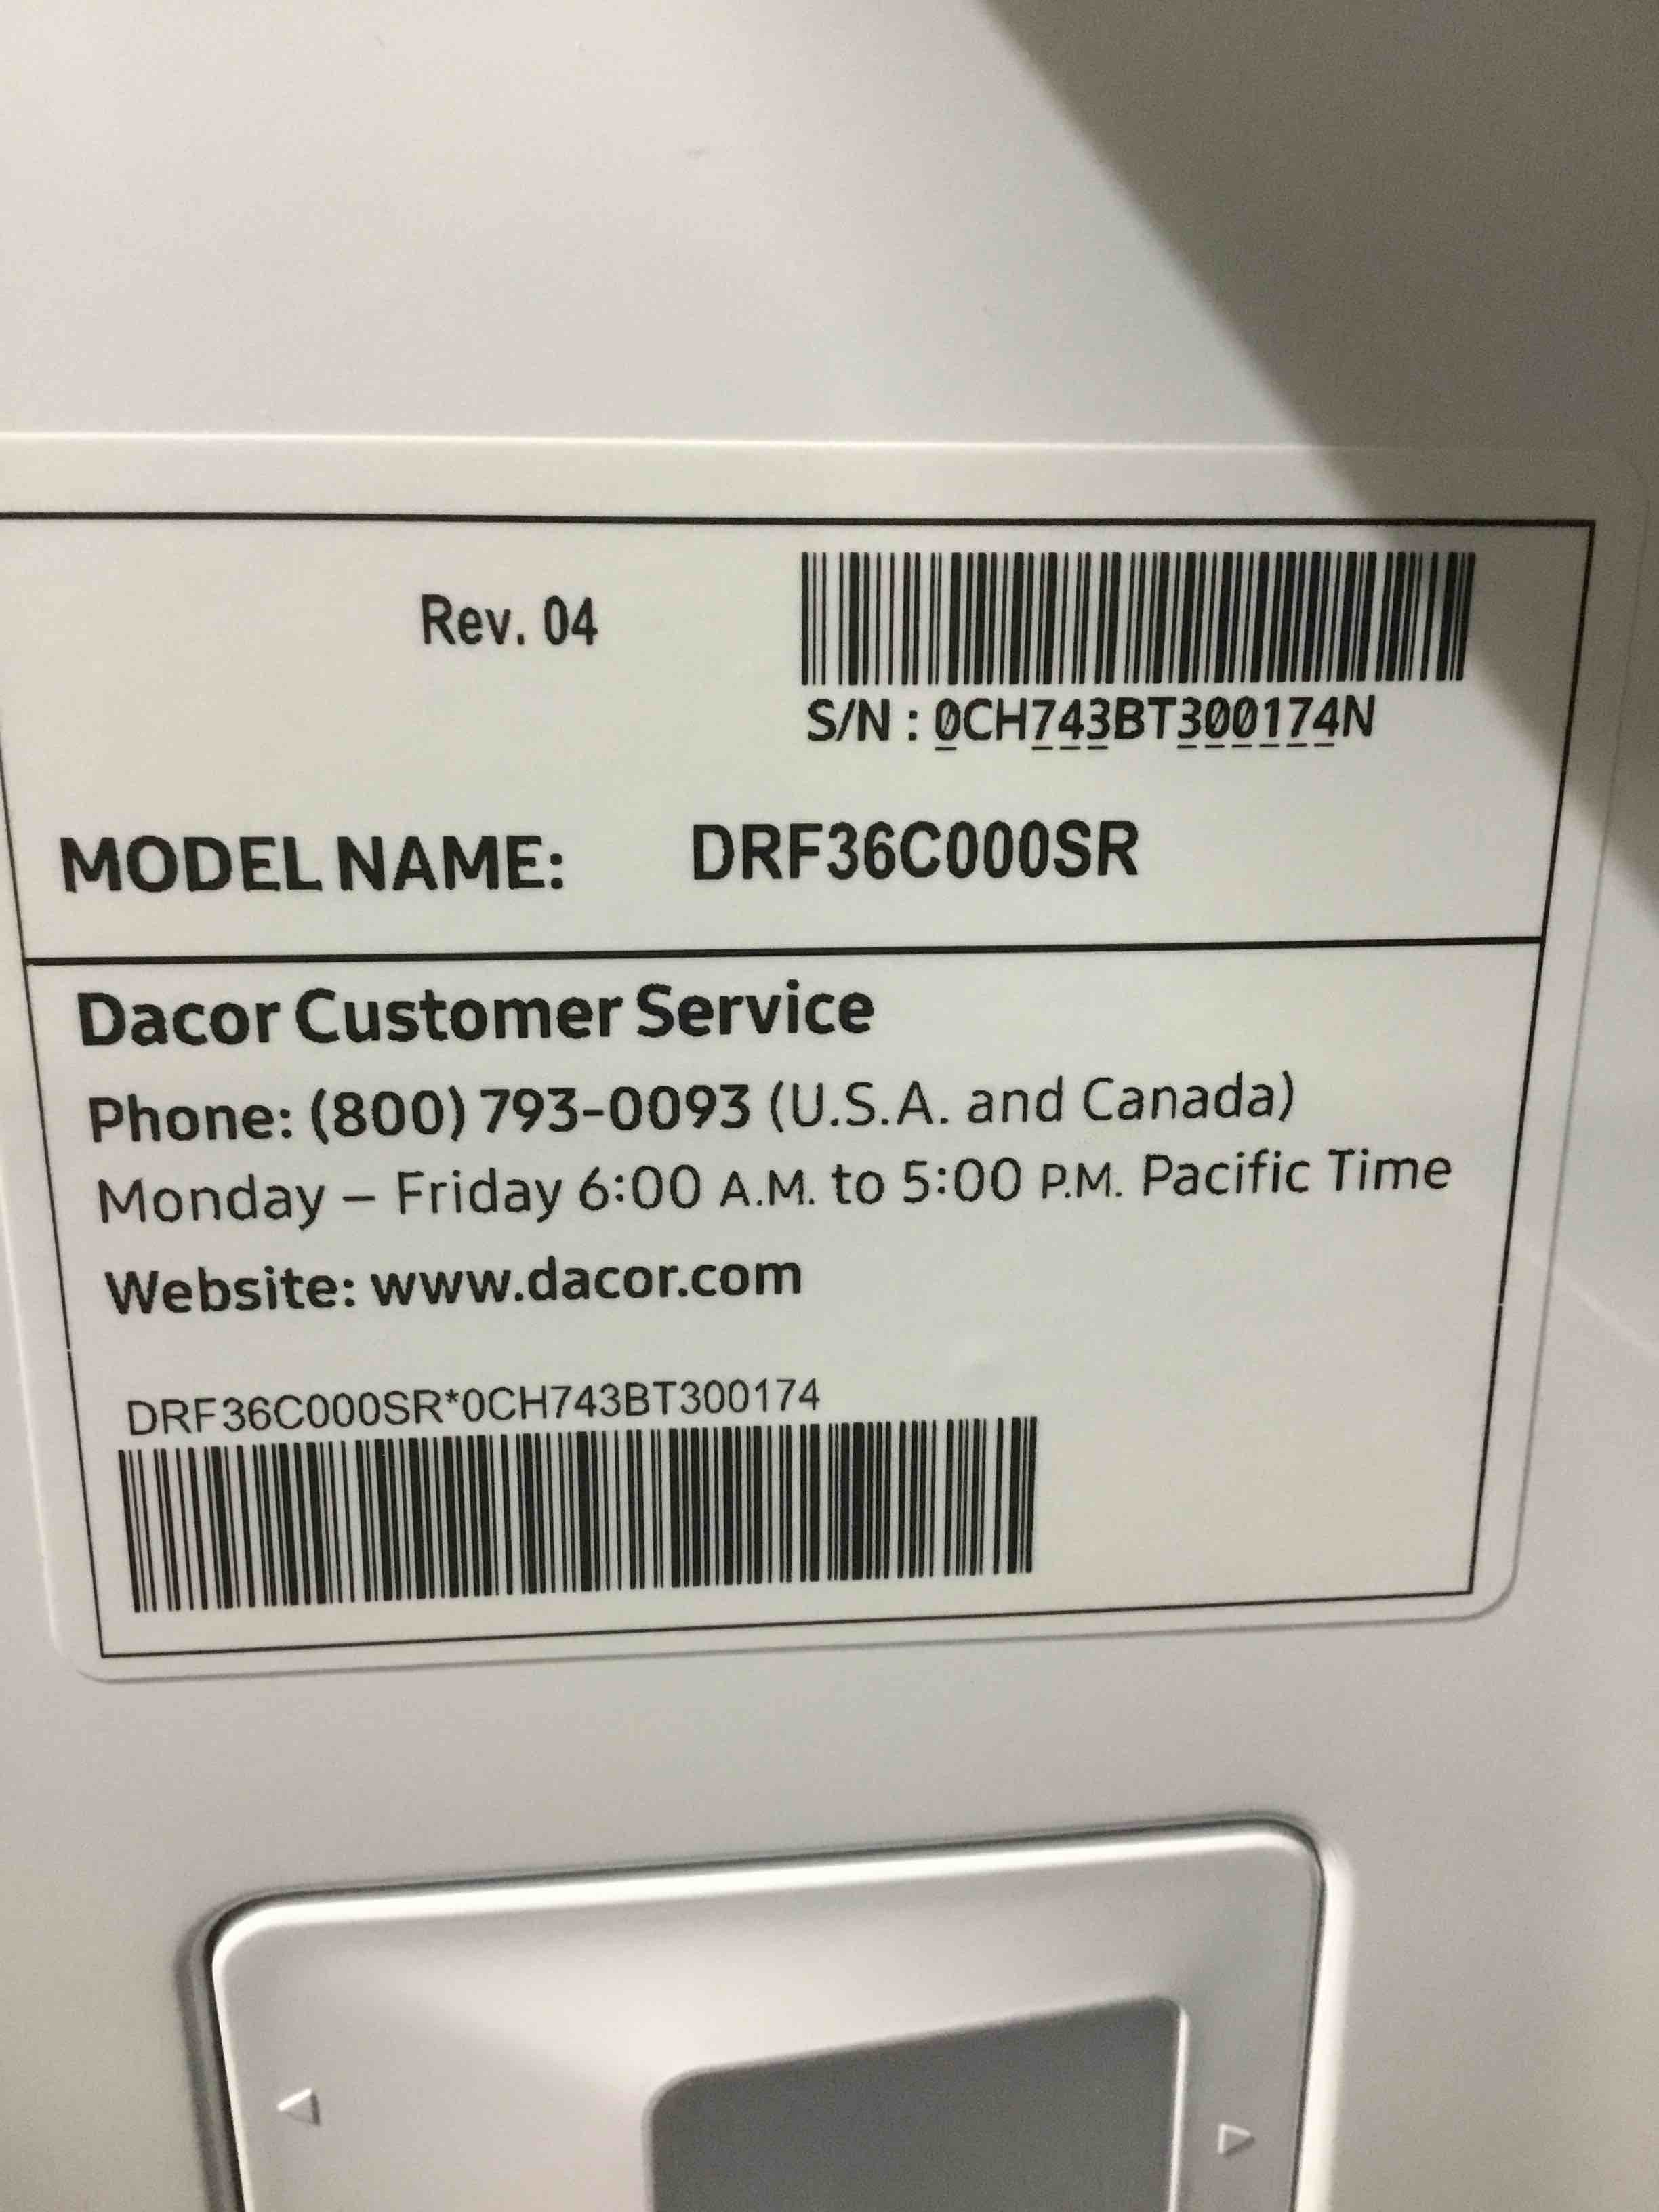 Rev. 04
S/N : 0CH743BT300174N
MODEL NAME: DRF36C000SR
Dacor Customer Service
Phone: (800) 793-0093 (U.S.A. and Canada)
Monday – Friday 6:00 A.M. to 5:00 P.M. Pacific Time
Website: www.dacor.com
DRF36C000SR*0CH743BT300174